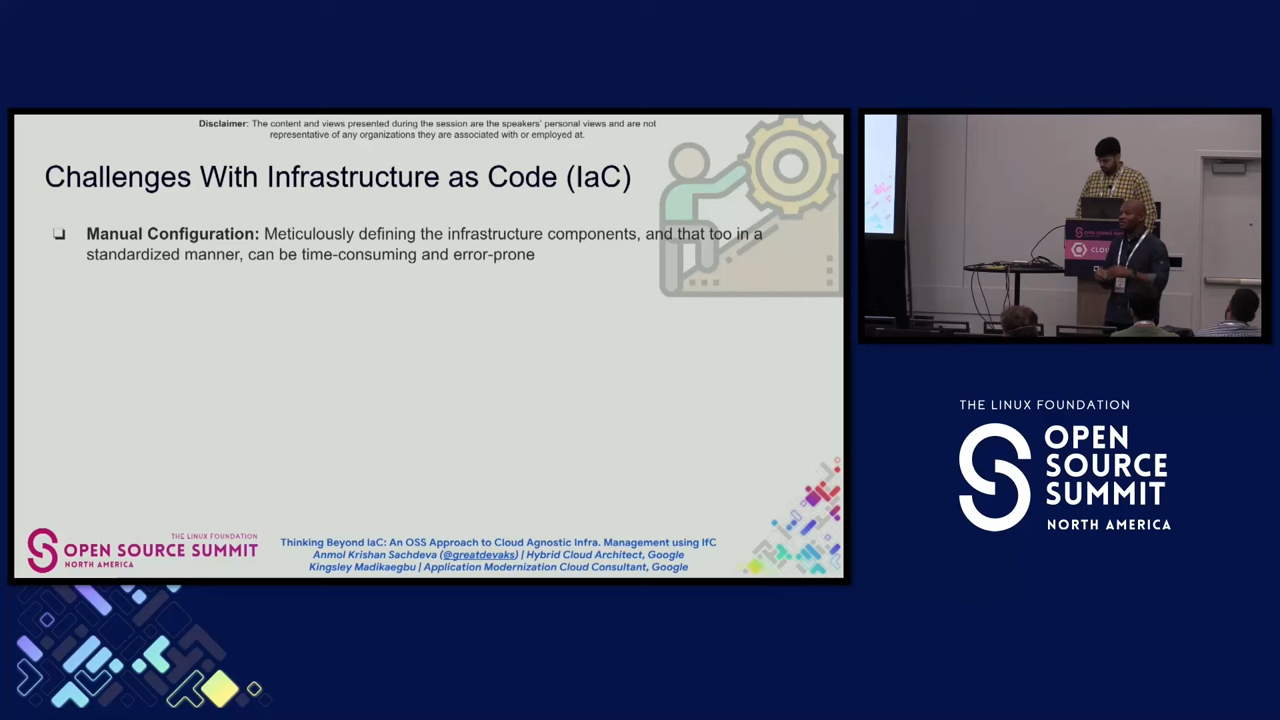 Disclaimer: The content and views presented during the session are the speakers' personal views and are not
representative of any organizations they are associated with or employed at.
Challenges With Infrastructure as Code (IaC)
❏ Manual Configuration: Meticulously defining the infrastructure components, and that too in a
standardized manner, can be time-consuming and error-prone
THE LINUX FOUNDATION
OPEN SOURCE SUMMIT
NORTH AMERICA
Thinking Beyond IaC: An OSS Approach to Cloud Agnostic Infra. Management using IfC
Anmol Krishan Sachdeva (@greatdevaks) | Hybrid Cloud Architect, Google
Kingsley Madikaegbu | Application Modernization Cloud Consultant, Google
OPEN SOURCE SUMMIT
CLOU
THE LINUX FOUNDATION
OPEN
SOURCE
SUMMIT
NORTH AMERICA